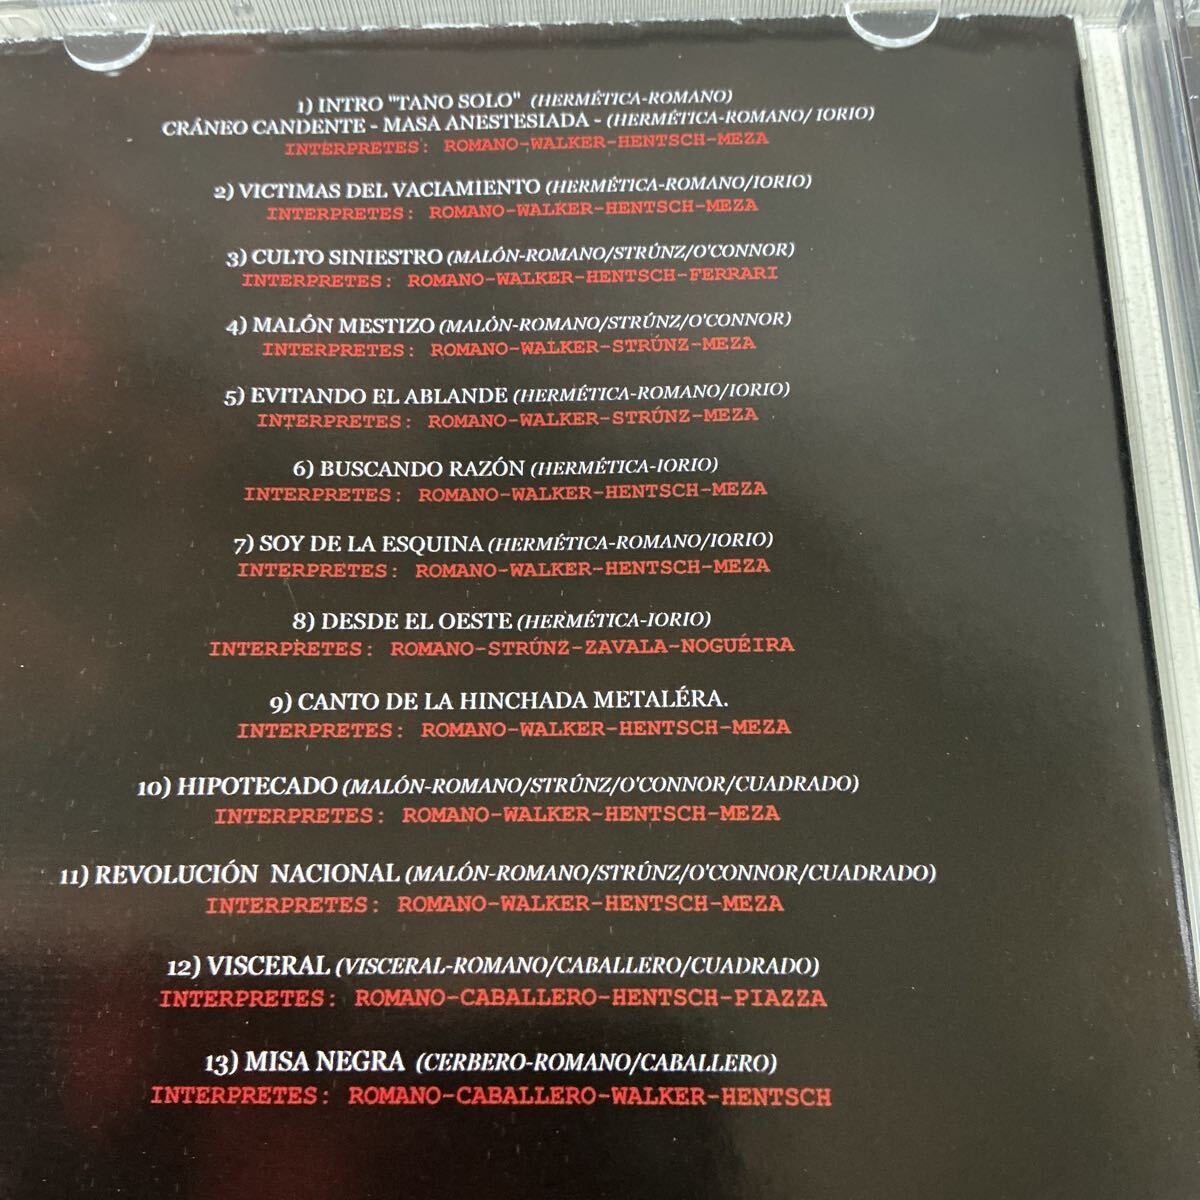 1) INTRO "TANO SOLO" (HERMÉTICA-ROMANO)
CRÁNEO CANDENTE - MASA ANESTESIADA - (HERMÉTICA-ROMANO/ IORIO)
INTERPRETES: ROMANO-WALKER-HENTSCH-MEZA
2) VICTIMAS DEL VACIAMIENTO (HERMÉTICA-ROMANO/IORIO)
INTERPRETES: ROMANO-WALKER-HENTSCH-MEZA
3) CULTO SINIESTRO (MALÓN-ROMANO/STRÚNZ/O'CONNOR)
INTERPRETES: ROMANO-WALKER-HENTSCH-FERRARI
4) MALÓN MESTIZO (MALÓN-ROMANO/STRÚNZ/O'CONNOR)
INTERPRETES: ROMANO-WALKER-STRÚNZ-MEZA
5) EVITANDO EL ABLANDE (HERMÉTICA-ROMANO/IORIO)
INTERPRETES: ROMANO-WALKER-STRÚNZ-MEZA
6) BUSCANDO RAZÓN (HERMÉTICA-IORIO)
INTERPRETES: ROMANO-WALKER-HENTSCH-MEZA
7) SOY DE LA ESQUINA (HERMÉTICA-ROMANO/IORIO)
INTERPRETES: ROMANO-WALKER-HENTSCH-MEZA
8) DESDE EL OESTE (HERMÉTICA-IORIO)
INTERPRETES: ROMANO-STRÚNZ-ZAVALA-NOGUÉIRA
9) CANTO DE LA HINCHADA METALÉRA.
INTERPRETES: ROMANO-WALKER-HENTSCH-MEZA
10) HIPOTECADO (MALÓN-ROMANO/STRÚNZ/O'CONNOR/CUADRADO)
INTERPRETES: ROMANO-WALKER-HENTSCH-MEZA
11) REVOLUCIÓN NACIONAL (MALÓN-ROMANO/STRÚNZ/O'CONNOR/CUADRADO)
INTERPRETES: ROMANO-WALKER-HENTSCH-MEZA
12) VISCERAL (VISCERAL-ROMANO/CABALLERO/CUADRADO)
INTERPRETES: ROMANO-CABALLERO-HENTSCH-PIAZZA
13) MISA NEGRA (CERBERO-ROMANO/CABALLERO)
INTERPRETES: ROMANO-CABALLERO-WALKER-HENTSCH